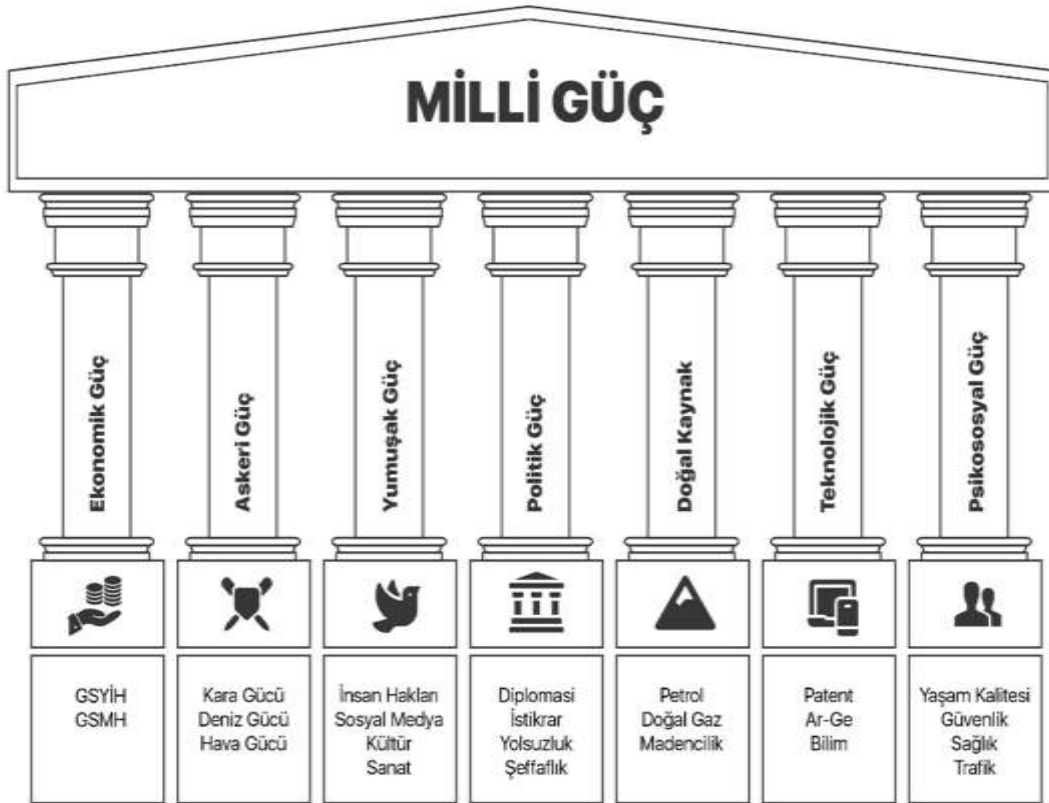 MİLLİ GÜÇ
Ekonomik Güç
Askeri Güç
Yumuşak Güç
Politik Güç
Doğal Kaynak
Teknolojik Güç
Psikososyal Güç
GSYİH
GSMH
Kara Gücü
Deniz Gücü
Hava Gücü
İnsan Hakları
Sosyal Medya
Kültür
Sanat
Diplomasi
İstikrar
Yolsuzluk
Şeffaflık
Petrol
Doğal Gaz
Madencilik
Patent
Ar-Ge
Bilim
Yaşam Kalitesi
Güvenlik
Sağlık
Trafik